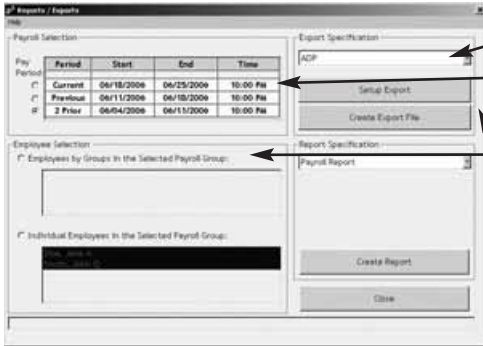 Reports / Exports
Help
Payroll Selection
Pay Period:
Period Start End Time
Current 06/18/2006 06/25/2006 10:00 PM
Previous 06/11/2006 06/18/2006 10:00 PM
2 Prior 06/04/2006 06/11/2006 10:00 PM
Export Specification
ADP
Setup Export
Create Export File
Employee Selection
Employees by Groups in the Selected Payroll Group:
Individual Employees in the Selected Payroll Group:
Report Specification
Payroll Report
Create Report
Close